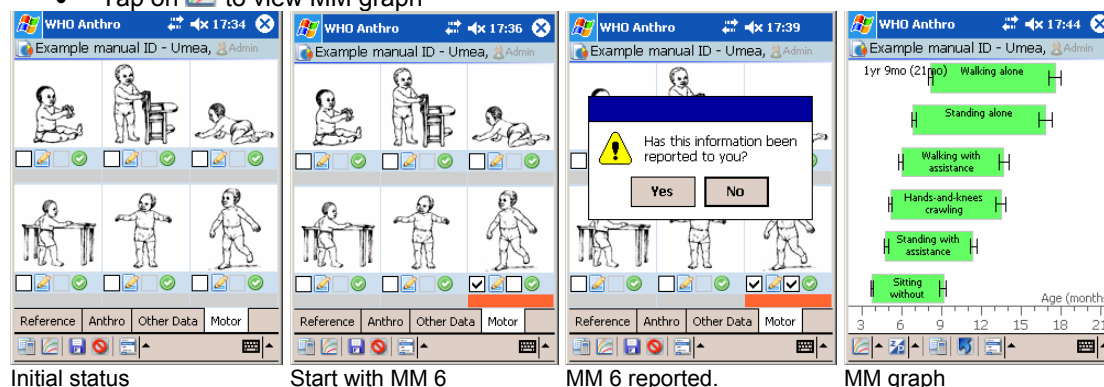 • Tap on to view MM graph
WHO Anthro 17:34
Example manual ID - Umea, Admin
Reference Anthro Other Data Motor
Initial status
WHO Anthro 17:36
Example manual ID - Umea, Admin
Reference Anthro Other Data Motor
Start with MM 6
WHO Anthro 17:39
Example manual ID - Umea, Admin
Has this information been
reported to you?
Yes No
Reference Anthro Other Data Motor
MM 6 reported.
WHO Anthro 17:44
Example manual ID - Umea, Admin
1yr 9mo (21mo) Walking alone
Standing alone
Walking with
assistance
Hands-and-knees
crawling
Standing with
assistance
Sitting
without
Age (months
3 6 9 12 15 18 21
MM graph